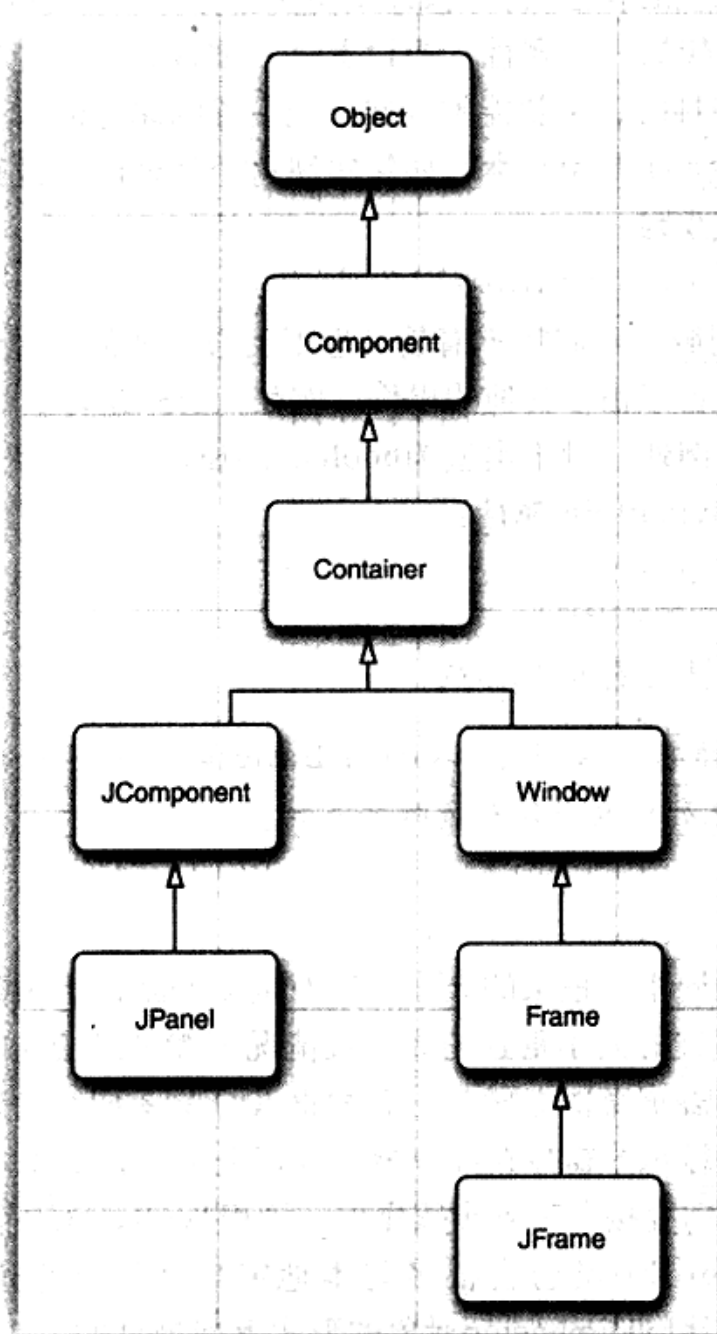 Object
Component
Container
JComponent
Window
JPanel
Frame
JFrame